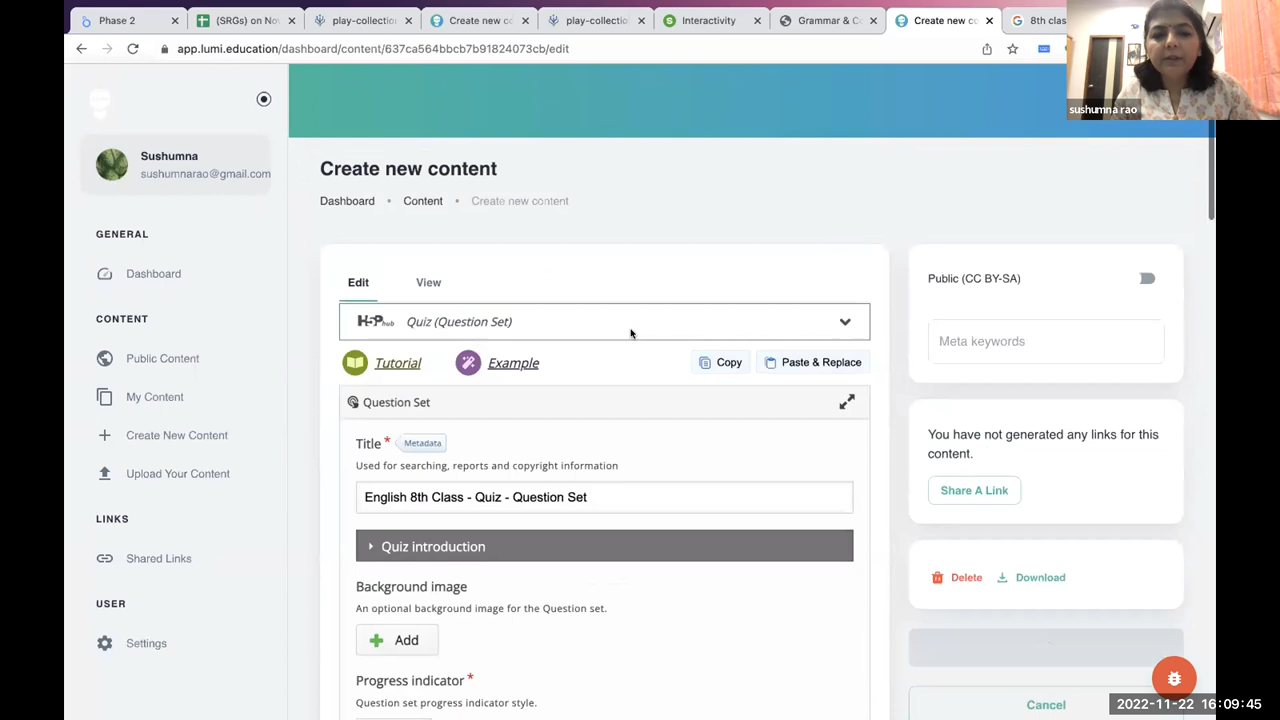 Phase 2
(SRGs) on No
play-collection
Create new co
play-collectio
Interactivity
Grammar & C
Create new co
8th clas
app.lumi.education/dashboard/content/637ca564bbcb7b91824073cb/edit
sushumna rao
Sushumna
sushumnarao@gmail.com
GENERAL
Dashboard
CONTENT
Public Content
My Content
Create New Content
Upload Your Content
LINKS
Shared Links
USER
Settings
Create new content
Dashboard • Content • Create new content
Edit View
H5P hub Quiz (Question Set)
Tutorial Example Copy Paste & Replace
Question Set
Title * Metadata
Used for searching, reports and copyright information
English 8th Class - Quiz - Question Set
Quiz introduction
Background image
An optional background image for the Question set.
Add
Progress indicator *
Question set progress indicator style.
Public (CC BY-SA)
Meta keywords
You have not generated any links for this
content.
Share A Link
Delete Download
Cancel
2022-11-22 16:09:45